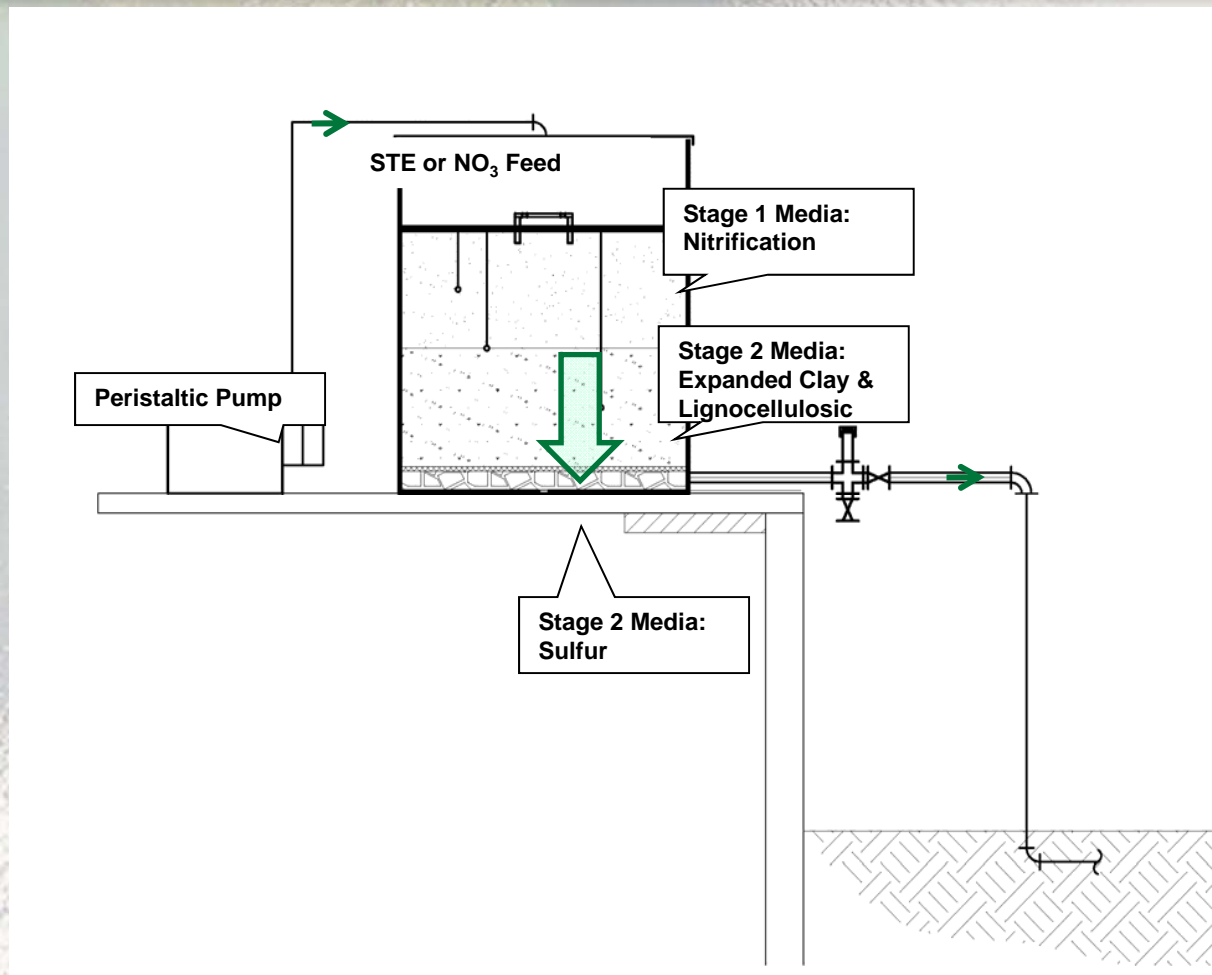 STE or NO₃ Feed
Stage 1 Media:
Nitrification
Stage 2 Media:
Expanded Clay &
Lignocellulosic
Peristaltic Pump
Stage 2 Media:
Sulfur